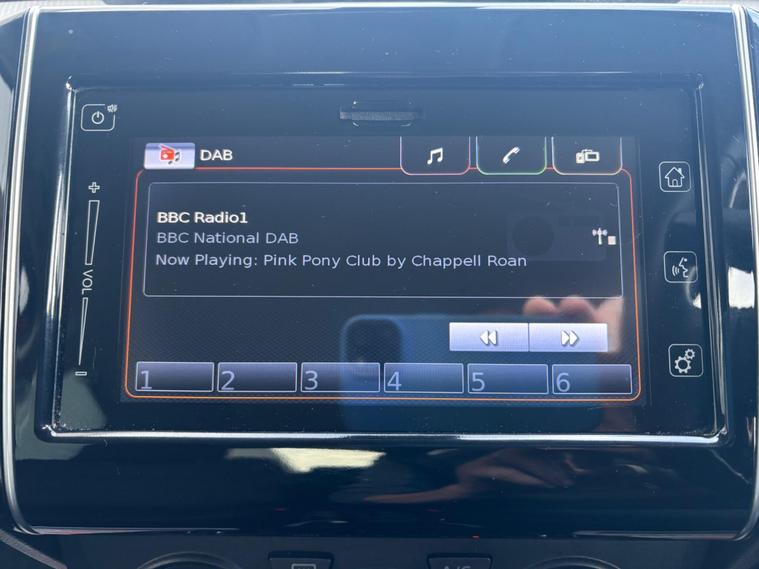 DAB
BBC Radio1
BBC National DAB
Now Playing: Pink Pony Club by Chappell Roan
+
VOL
-
1 2 3 4 5 6
A/C